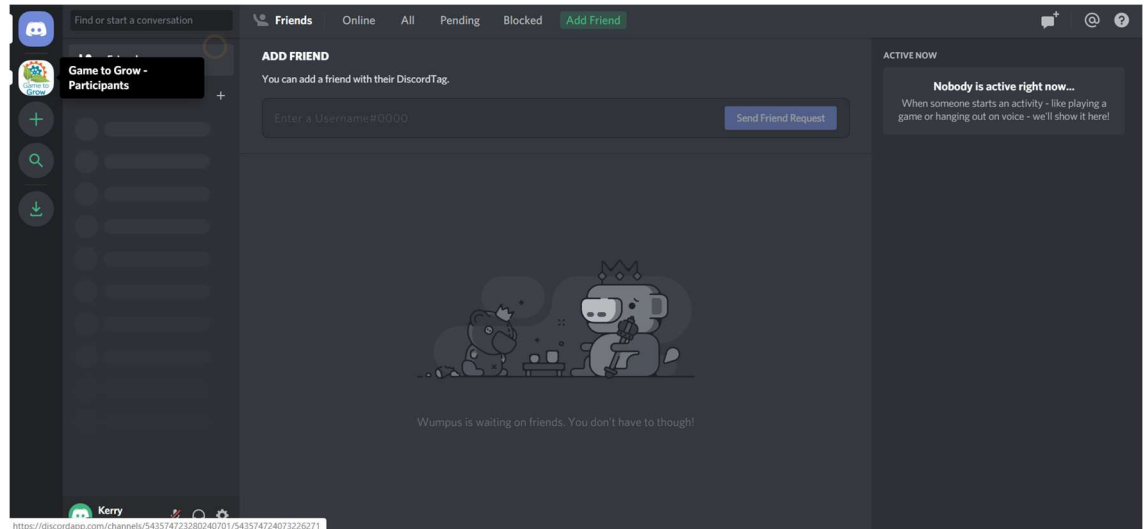 Find or start a conversation
Friends
Online
All
Pending
Blocked
Add Friend
Game to Grow
Game to Grow -
Participants
ADD FRIEND
You can add a friend with their DiscordTag.
Enter a Username#0000
Send Friend Request
ACTIVE NOW
Nobody is active right now...
When someone starts an activity - like playing a
game or hanging out on voice - we'll show it here!
Wumpus is waiting on friends. You don't have to though!
Kerry
https://discordapp.com/channels/543574723280240701/543574724073226271